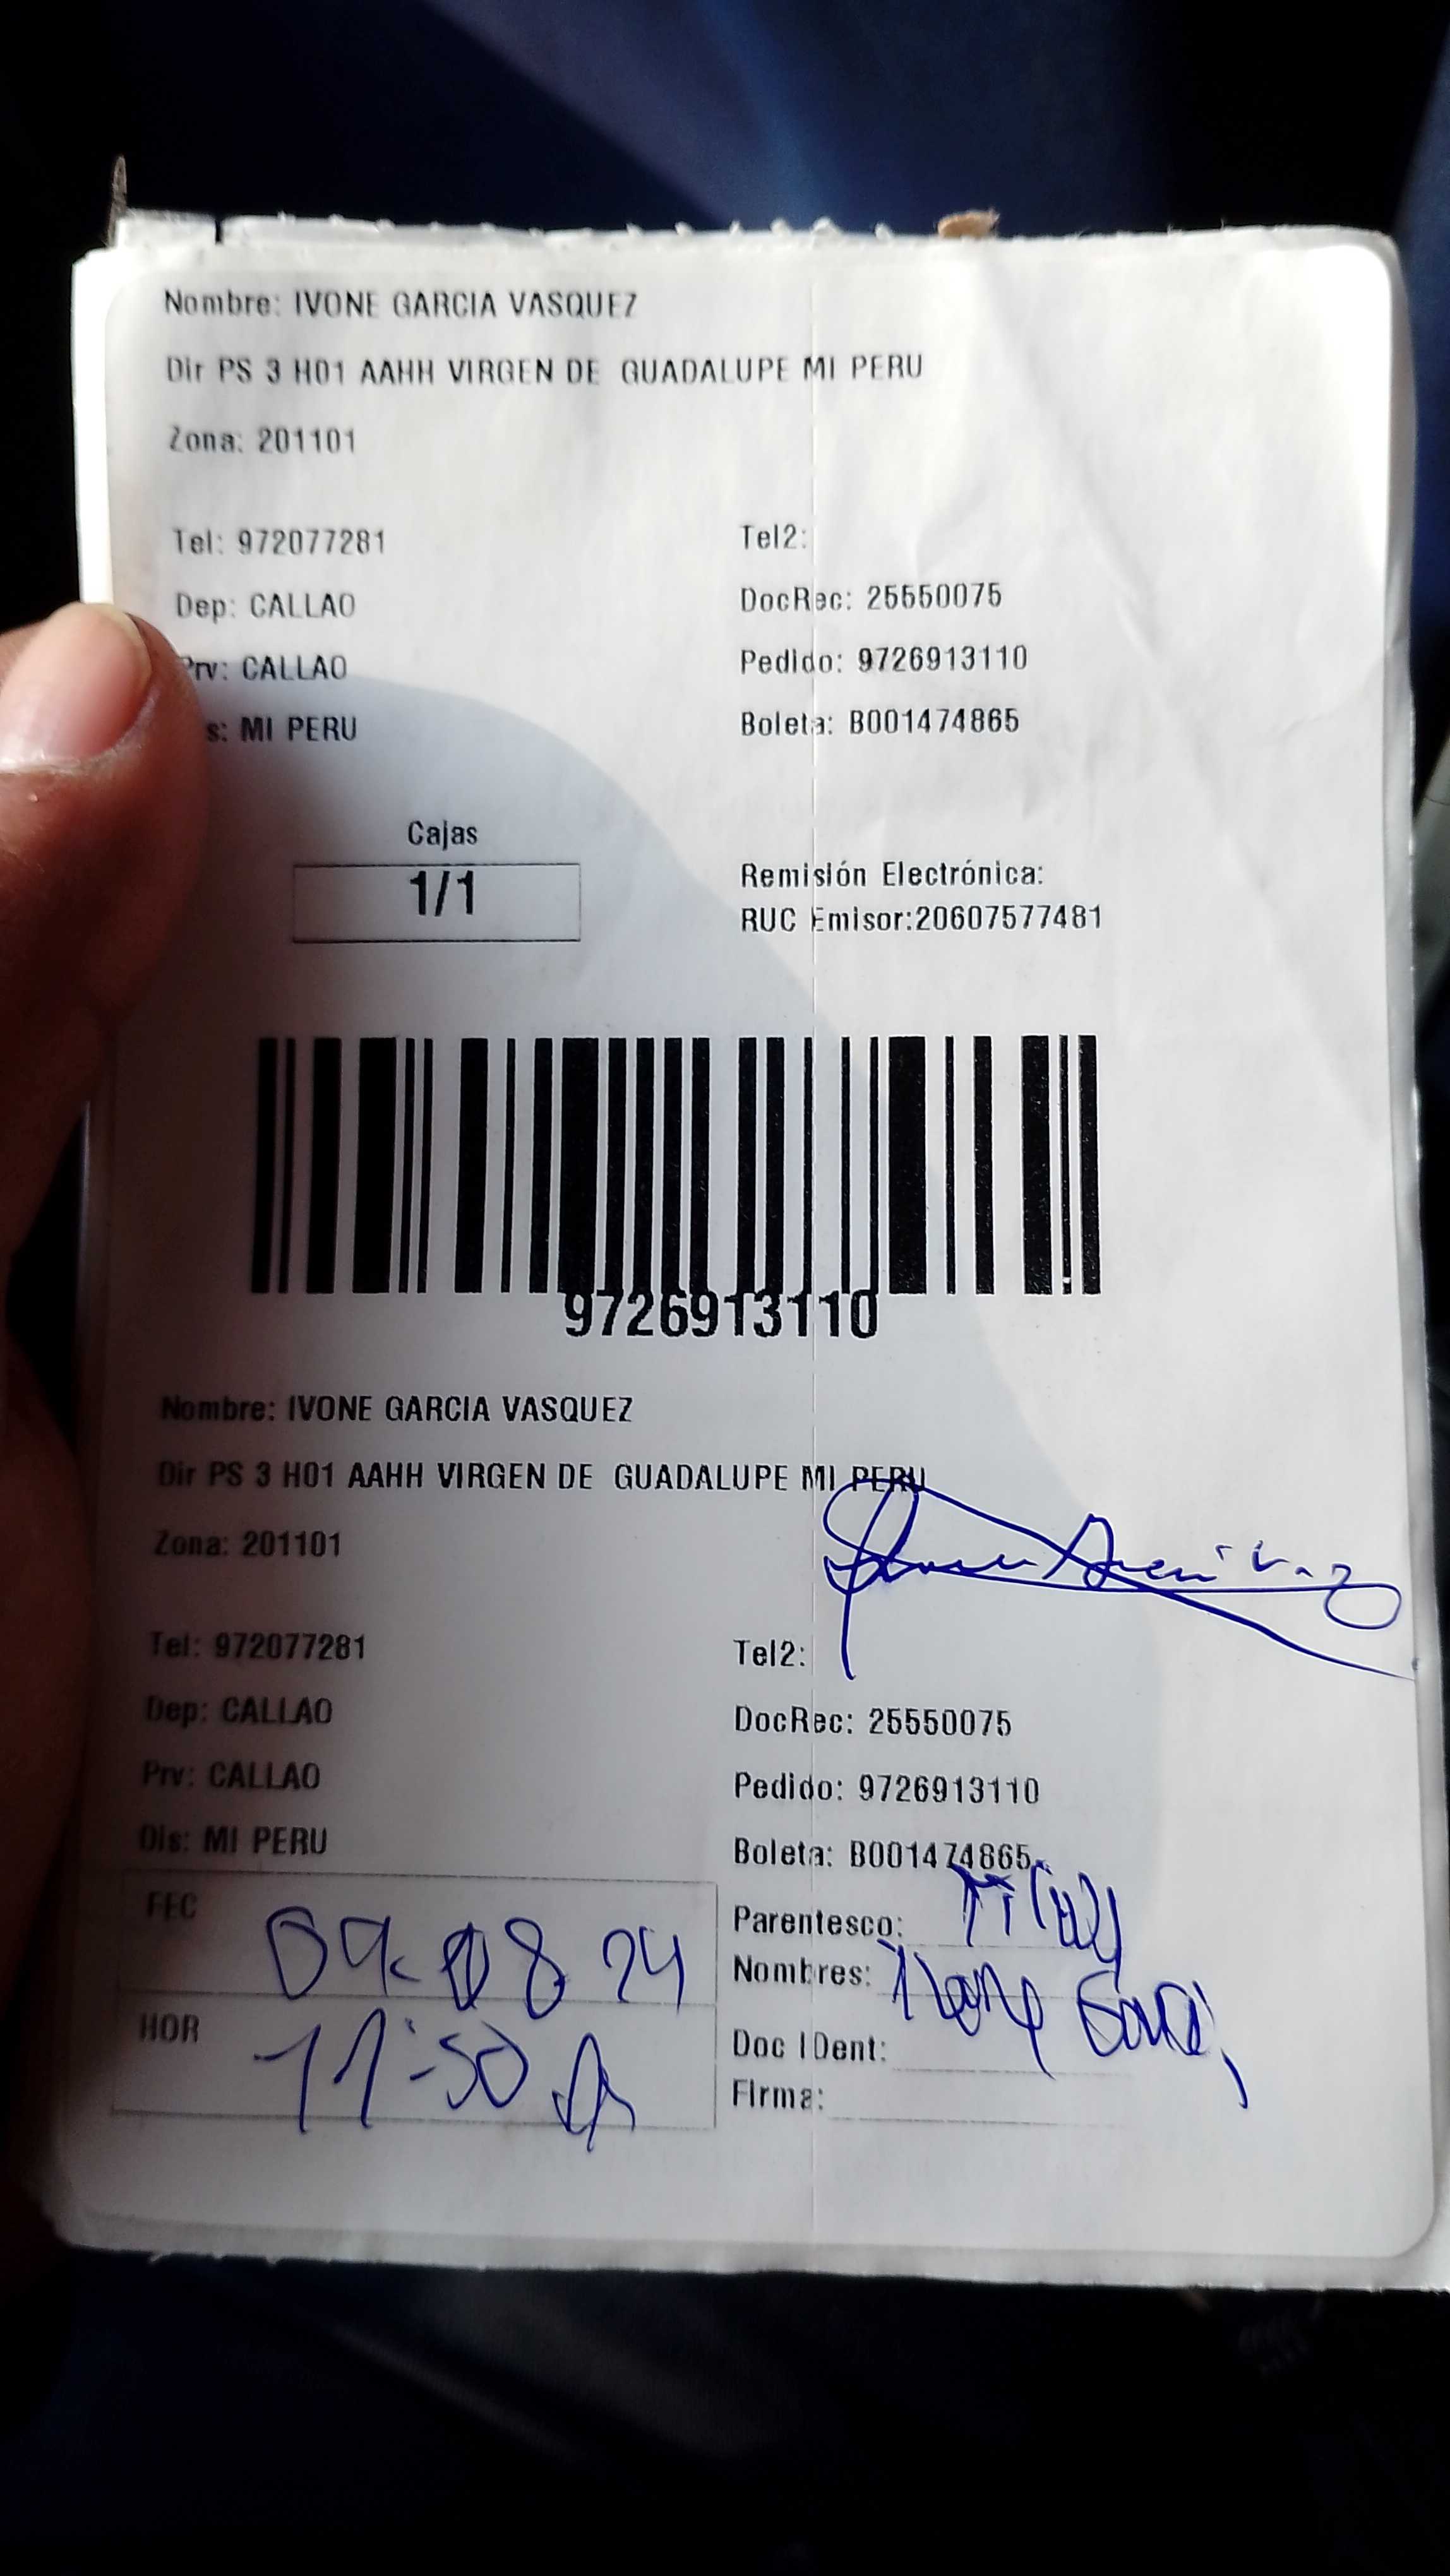 Nombre: IVONE GARCIA VASQUEZ
Dir PS 3 H01 AAHH VIRGEN DE GUADALUPE MI PERU
Zona: 201101
Tel: 972077281
Tel2:
Dep: CALLAO
DocRec: 25550075
Prv: CALLAO
Pedido: 9726913110
s: MI PERU
Boleta: B001474865
Cajas
1/1
Remisión Electrónica:
RUC Emisor:20607577481
9726913110
Nombre: IVONE GARCIA VASQUEZ
Dir PS 3 H01 AAHH VIRGEN DE GUADALUPE MI PERU
Zona: 201101
Tel: 972077281
Tel2:
Dep: CALLAO
DocRec: 25550075
Prv: CALLAO
Pedido: 9726913110
Dis: MI PERU
Boleta: B001474865
FEC
Parentesco:
Nombres:
HOR 11:50
Doc IDent:
Firma: